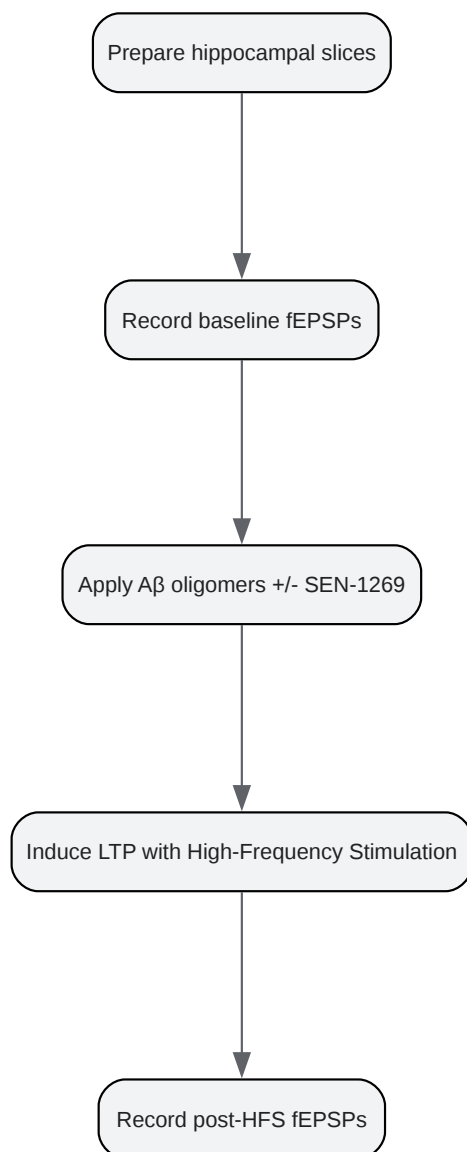 Prepare hippocampal slices
Record baseline fEPSPs
Apply Aβ oligomers +/- SEN-1269
Induce LTP with High-Frequency Stimulation
Record post-HFS fEPSPs